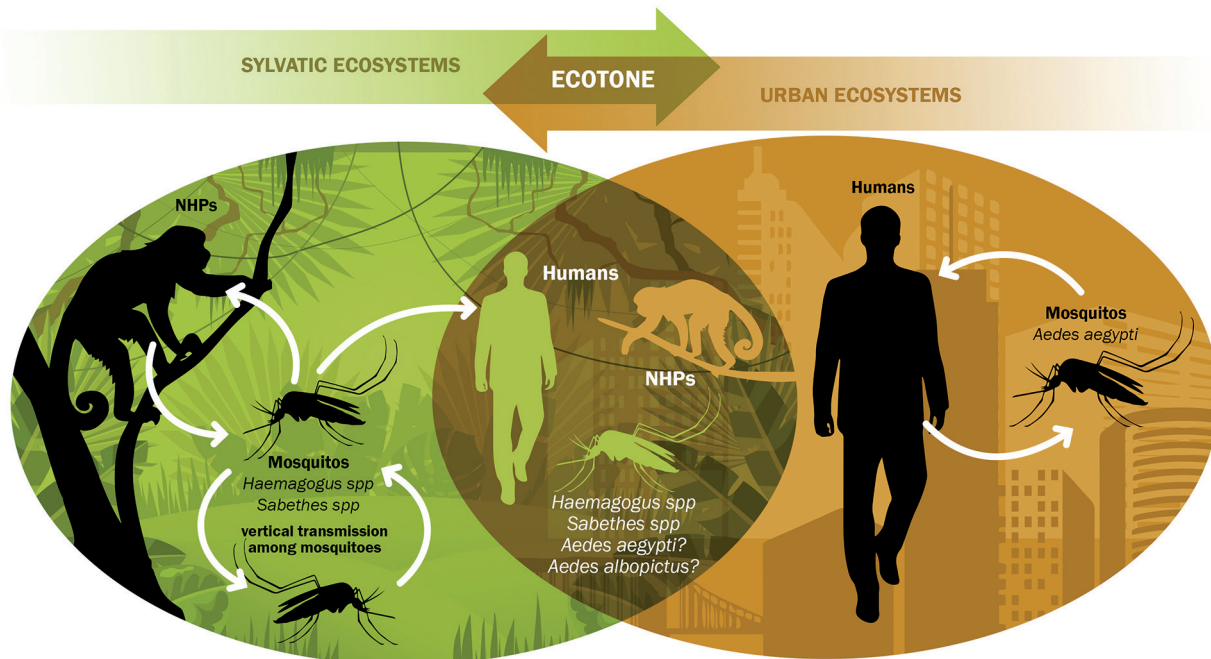 SYLVATIC ECOSYSTEMS
ECOTONE
URBAN ECOSYSTEMS
NHPs
Mosquitos
Haemagogus spp
Sabethes spp
vertical transmission
among mosquitoes
Humans
NHPs
Haemagogus spp
Sabethes spp
Aedes aegypti?
Aedes albopictus?
Humans
Mosquitos
Aedes aegypti